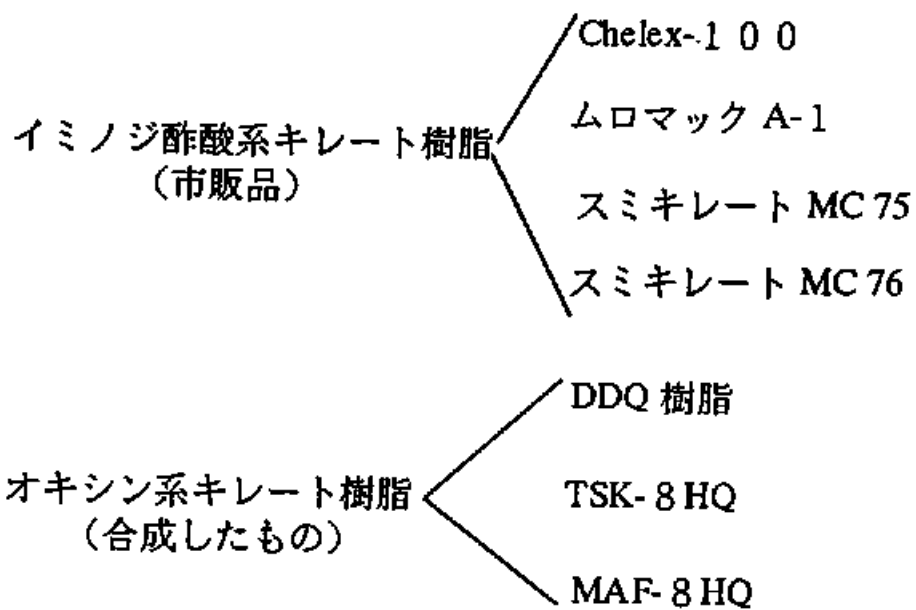 イミノジ酢酸系キレート樹脂
(市販品)
Chelex-100
ムロマック A-1
スミキレート MC 75
スミキレート MC 76
オキシン系キレート樹脂
(合成したもの)
DDQ 樹脂
TSK-8HQ
MAF-8HQ